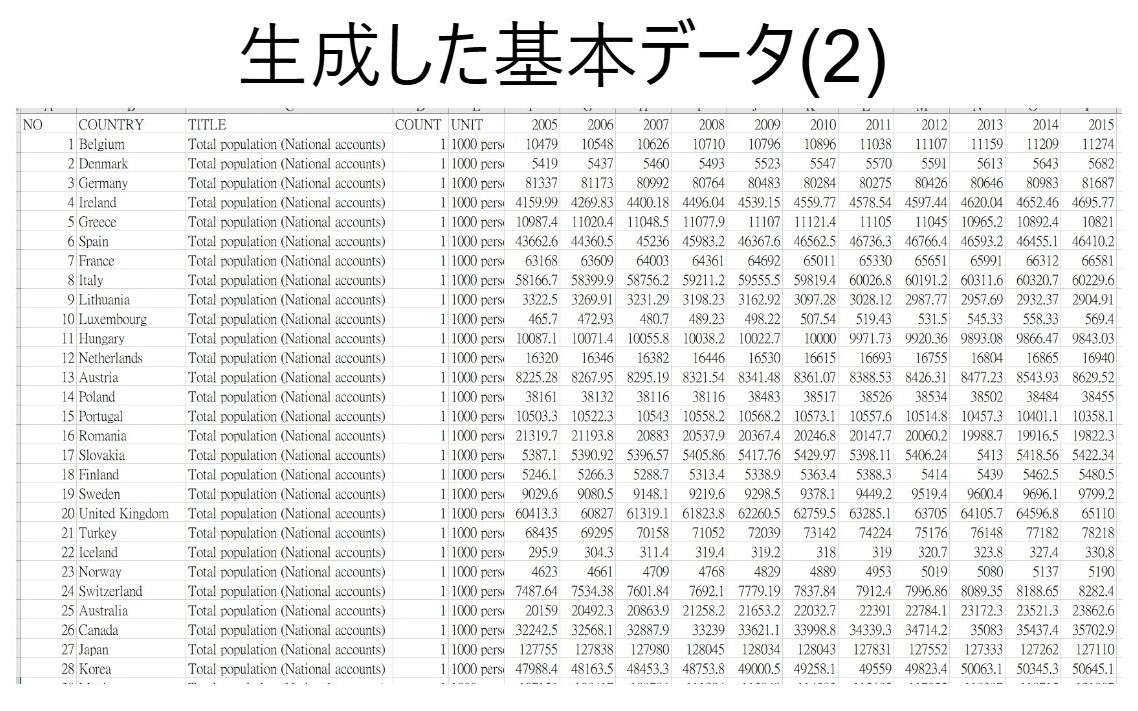 生成した基本データ(2)
NO COUNTRY TITLE COUNT UNIT 2005 2006 2007 2008 2009 2010 2011 2012 2013 2014 2015
1 Belgium Total population (National accounts) 1 1000 pers 10479 10548 10626 10710 10796 10896 11038 11107 11159 11209 11274
2 Denmark Total population (National accounts) 1 1000 pers 5419 5437 5460 5493 5523 5547 5570 5591 5613 5643 5682
3 Germany Total population (National accounts) 1 1000 pers 81337 81173 80992 80764 80483 80284 80275 80426 80646 80983 81687
4 Ireland Total population (National accounts) 1 1000 pers 4159.99 4269.83 4400.18 4496.04 4539.15 4559.77 4578.54 4597.44 4620.04 4652.46 4695.77
5 Greece Total population (National accounts) 1 1000 pers 10987.4 11020.4 11048.5 11077.9 11107 11121.4 11105 11045 10965.2 10892.4 10821
6 Spain Total population (National accounts) 1 1000 pers 43662.6 44360.5 45236 45983.2 46367.6 46562.5 46736.3 46766.4 46593.2 46455.1 46410.2
7 France Total population (National accounts) 1 1000 pers 63168 63609 64003 64361 64692 65011 65330 65651 65991 66312 66581
8 Italy Total population (National accounts) 1 1000 pers 58166.7 58399.9 58756.2 59211.2 59555.5 59819.4 60026.8 60191.2 60311.6 60320.7 60229.6
9 Lithuania Total population (National accounts) 1 1000 pers 3322.5 3269.91 3231.29 3198.23 3162.92 3097.28 3028.12 2987.77 2957.69 2932.37 2904.91
10 Luxembourg Total population (National accounts) 1 1000 pers 465.7 472.93 480.7 489.23 498.22 507.54 519.43 531.5 545.33 558.33 569.4
11 Hungary Total population (National accounts) 1 1000 pers 10087.1 10071.4 10055.8 10038.2 10022.7 10000 9971.73 9920.36 9893.08 9866.47 9843.03
12 Netherlands Total population (National accounts) 1 1000 pers 16320 16346 16382 16446 16530 16615 16693 16755 16804 16865 16940
13 Austria Total population (National accounts) 1 1000 pers 8225.28 8267.95 8295.19 8321.54 8341.48 8361.07 8388.53 8426.31 8477.23 8543.93 8629.52
14 Poland Total population (National accounts) 1 1000 pers 38161 38132 38116 38116 38483 38517 38526 38534 38502 38484 38455
15 Portugal Total population (National accounts) 1 1000 pers 10503.3 10522.3 10543 10558.2 10568.2 10573.1 10557.6 10514.8 10457.3 10401.1 10358.1
16 Romania Total population (National accounts) 1 1000 pers 21319.7 21193.8 20883 20537.9 20367.4 20246.8 20147.7 20060.2 19988.7 19916.5 19822.3
17 Slovakia Total population (National accounts) 1 1000 pers 5387.1 5390.92 5396.57 5405.86 5417.76 5429.97 5398.11 5406.24 5413 5418.56 5422.34
18 Finland Total population (National accounts) 1 1000 pers 5246.1 5266.3 5288.7 5313.4 5338.9 5363.4 5388.3 5414 5439 5462.5 5480.5
19 Sweden Total population (National accounts) 1 1000 pers 9029.6 9080.5 9148.1 9219.6 9298.5 9378.1 9449.2 9519.4 9600.4 9696.1 9799.2
20 United Kingdom Total population (National accounts) 1 1000 pers 60413.3 60827 61319.1 61823.8 62260.5 62759.5 63285.1 63705 64105.7 64596.8 65110
21 Turkey Total population (National accounts) 1 1000 pers 68435 69295 70158 71052 72039 73142 74224 75176 76148 77182 78218
22 Iceland Total population (National accounts) 1 1000 pers 295.9 304.3 311.4 319.4 319.2 318 319 320.7 323.8 327.4 330.8
23 Norway Total population (National accounts) 1 1000 pers 4623 4661 4709 4768 4829 4889 4953 5019 5080 5137 5190
24 Switzerland Total population (National accounts) 1 1000 pers 7487.64 7534.38 7601.84 7692.1 7779.19 7837.84 7912.4 7996.86 8089.35 8188.65 8282.4
25 Australia Total population (National accounts) 1 1000 pers 20159 20492.3 20863.9 21258.2 21653.2 22032.7 22391 22784.1 23172.3 23521.3 23862.6
26 Canada Total population (National accounts) 1 1000 pers 32242.5 32568.1 32887.9 33239 33621.1 33998.8 34339.3 34714.2 35083 35437.4 35702.9
27 Japan Total population (National accounts) 1 1000 pers 127755 127838 127980 128045 128034 128043 127831 127552 127333 127262 127110
28 Korea Total population (National accounts) 1 1000 pers 47988.4 48163.5 48453.3 48753.8 49000.5 49258.1 49559 49823.4 50063.1 50345.3 50645.1